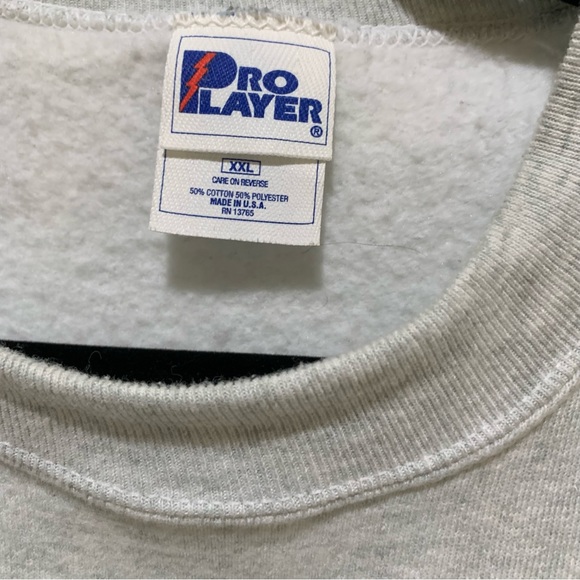 PRO
PLAYER
®
XXL
CARE ON REVERSE
50% COTTON 50% POLYESTER
MADE IN U.S.A.
RN 13765